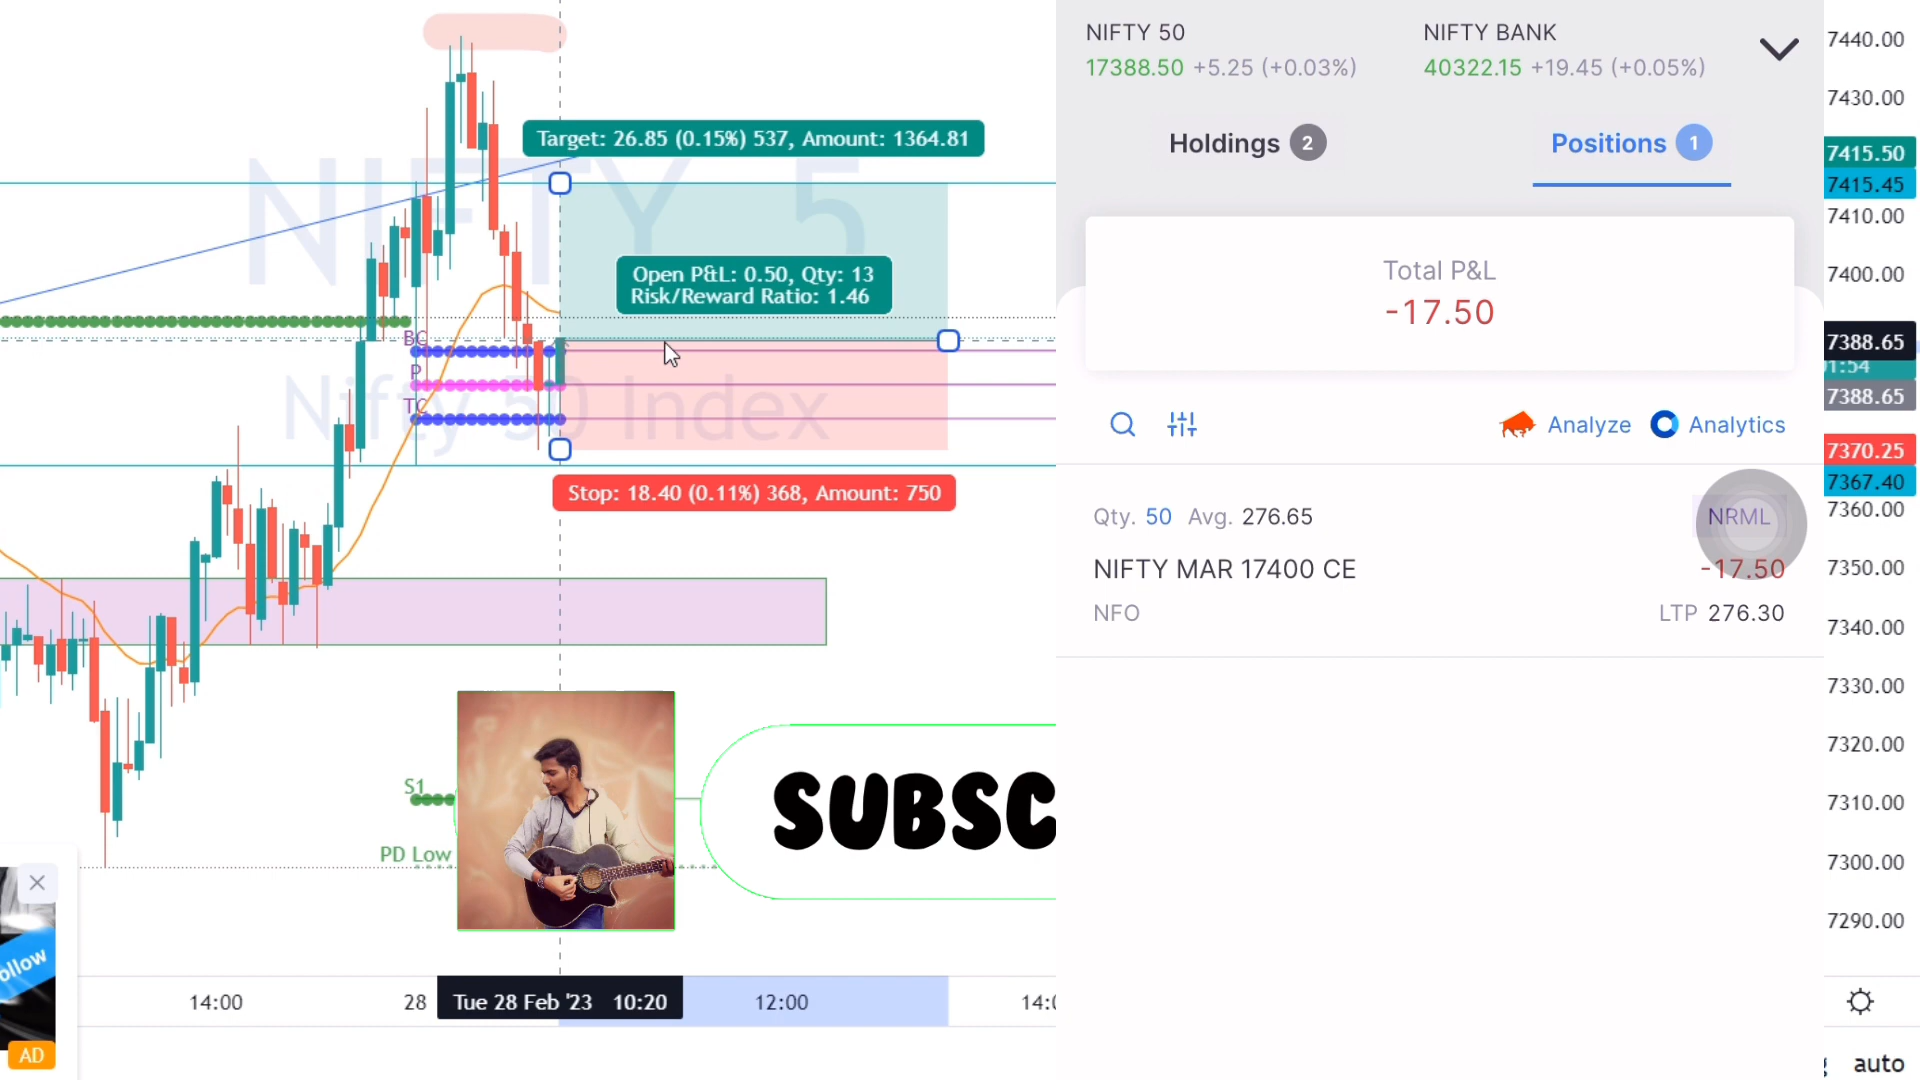 NIFTY 5
Nifty 50 Index
Target: 26.85 (0.15%) 537, Amount: 1364.81
Open P&L: 0.50, Qty: 13
Risk/Reward Ratio: 1.46
BC
P
TC
Stop: 18.40 (0.11%) 368, Amount: 750
S1
PD Low
SUBSC
ollow
AD
14:00
28
Tue 28 Feb '23 10:20
12:00
14:0
NIFTY 50
17388.50 +5.25 (+0.03%)
NIFTY BANK
40322.15 +19.45 (+0.05%)
Holdings 2
Positions 1
Total P&L
-17.50
Analyze
Analytics
Qty. 50 Avg. 276.65
NRML
NIFTY MAR 17400 CE
-17.50
NFO
LTP 276.30
7440.00
7430.00
7415.50
7415.45
7410.00
7400.00
7388.65
01:54
7388.65
7370.25
7367.40
7360.00
7350.00
7340.00
7330.00
7320.00
7310.00
7300.00
7290.00
auto